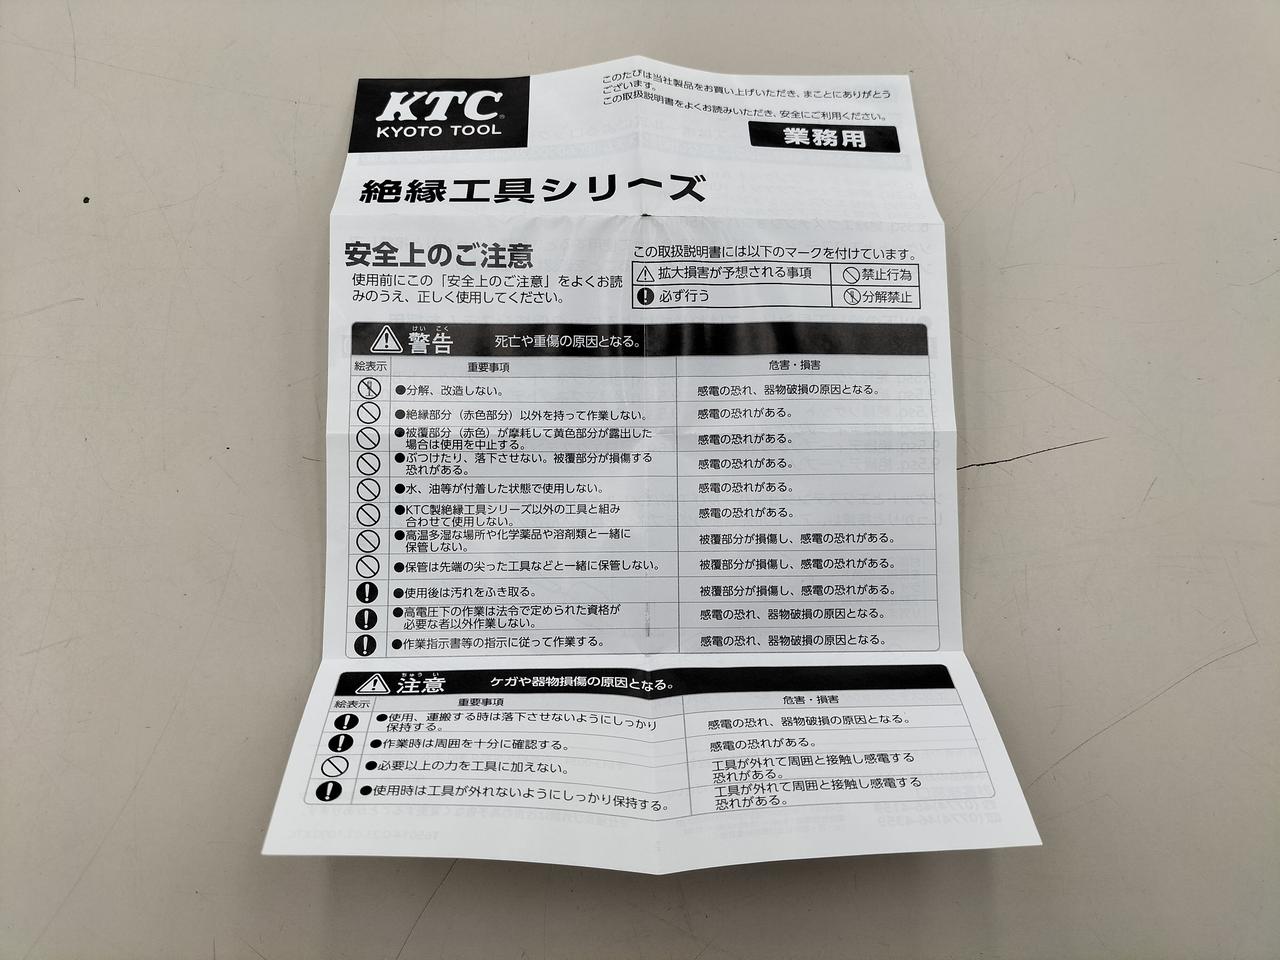 KTC
KYOTO TOOL
このたびは当社製品をお買い上げいただき、まことにありがとう
ございます。
この取扱説明書をよくお読みいただき、安全にご利用ください。
業務用
絶縁工具シリーズ
安全上のご注意
使用前にこの「安全上のご注意」をよくお読
みのうえ、正しく使用してください。
この取扱説明書には以下のマークを付けています。
拡大損害が予想される事項 禁止行為
必ず行う 分解禁止
けい こく
警告 死亡や重傷の原因となる。
絵表示 重要事項 危害・損害
●分解、改造しない。 感電の恐れ、器物破損の原因となる。
●絶縁部分（赤色部分）以外を持って作業しない。 感電の恐れがある。
●被覆部分（赤色）が摩耗して黄色部分が露出した
場合は使用を中止する。 感電の恐れがある。
●ぶつけたり、落下させない。被覆部分が損傷する
恐れがある。 感電の恐れがある。
●水、油等が付着した状態で使用しない。 感電の恐れがある。
●KTC製絶縁工具シリーズ以外の工具と組み
合わせて使用しない。 感電の恐れがある。
●高温多湿な場所や化学薬品や溶剤類と一緒に
保管しない。 被覆部分が損傷し、感電の恐れがある。
●保管は先端の尖った工具などと一緒に保管しない。 被覆部分が損傷し、感電の恐れがある。
●使用後は汚れをふき取る。 被覆部分が損傷し、感電の恐れがある。
●高電圧下の作業は法令で定められた資格が
必要な者以外作業しない。 感電の恐れ、器物破損の原因となる。
●作業指示書等の指示に従って作業する。 感電の恐れ、器物破損の原因となる。
ちゅう い
注意 ケガや器物損傷の原因となる。
絵表示 重要事項 危害・損害
●使用、運搬する時は落下させないようにしっかり
保持する。 感電の恐れ、器物破損の原因となる。
●作業時は周囲を十分に確認する。 感電の恐れがある。
●必要以上の力を工具に加えない。 工具が外れて周囲と接触し感電する
恐れがある。
●使用時は工具が外れないようにしっかり保持する。 工具が外れて周囲と接触し感電する
恐れがある。